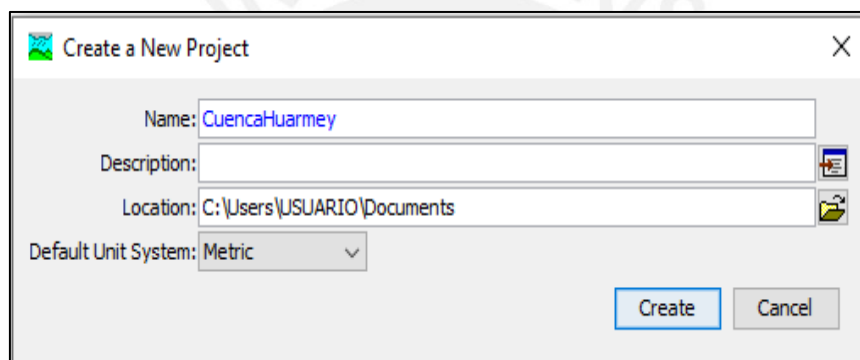 Create a New Project
Name: CuencaHuarmey
Description:
Location: C:\Users\USUARIO\Documents
Default Unit System: Metric
Create Cancel